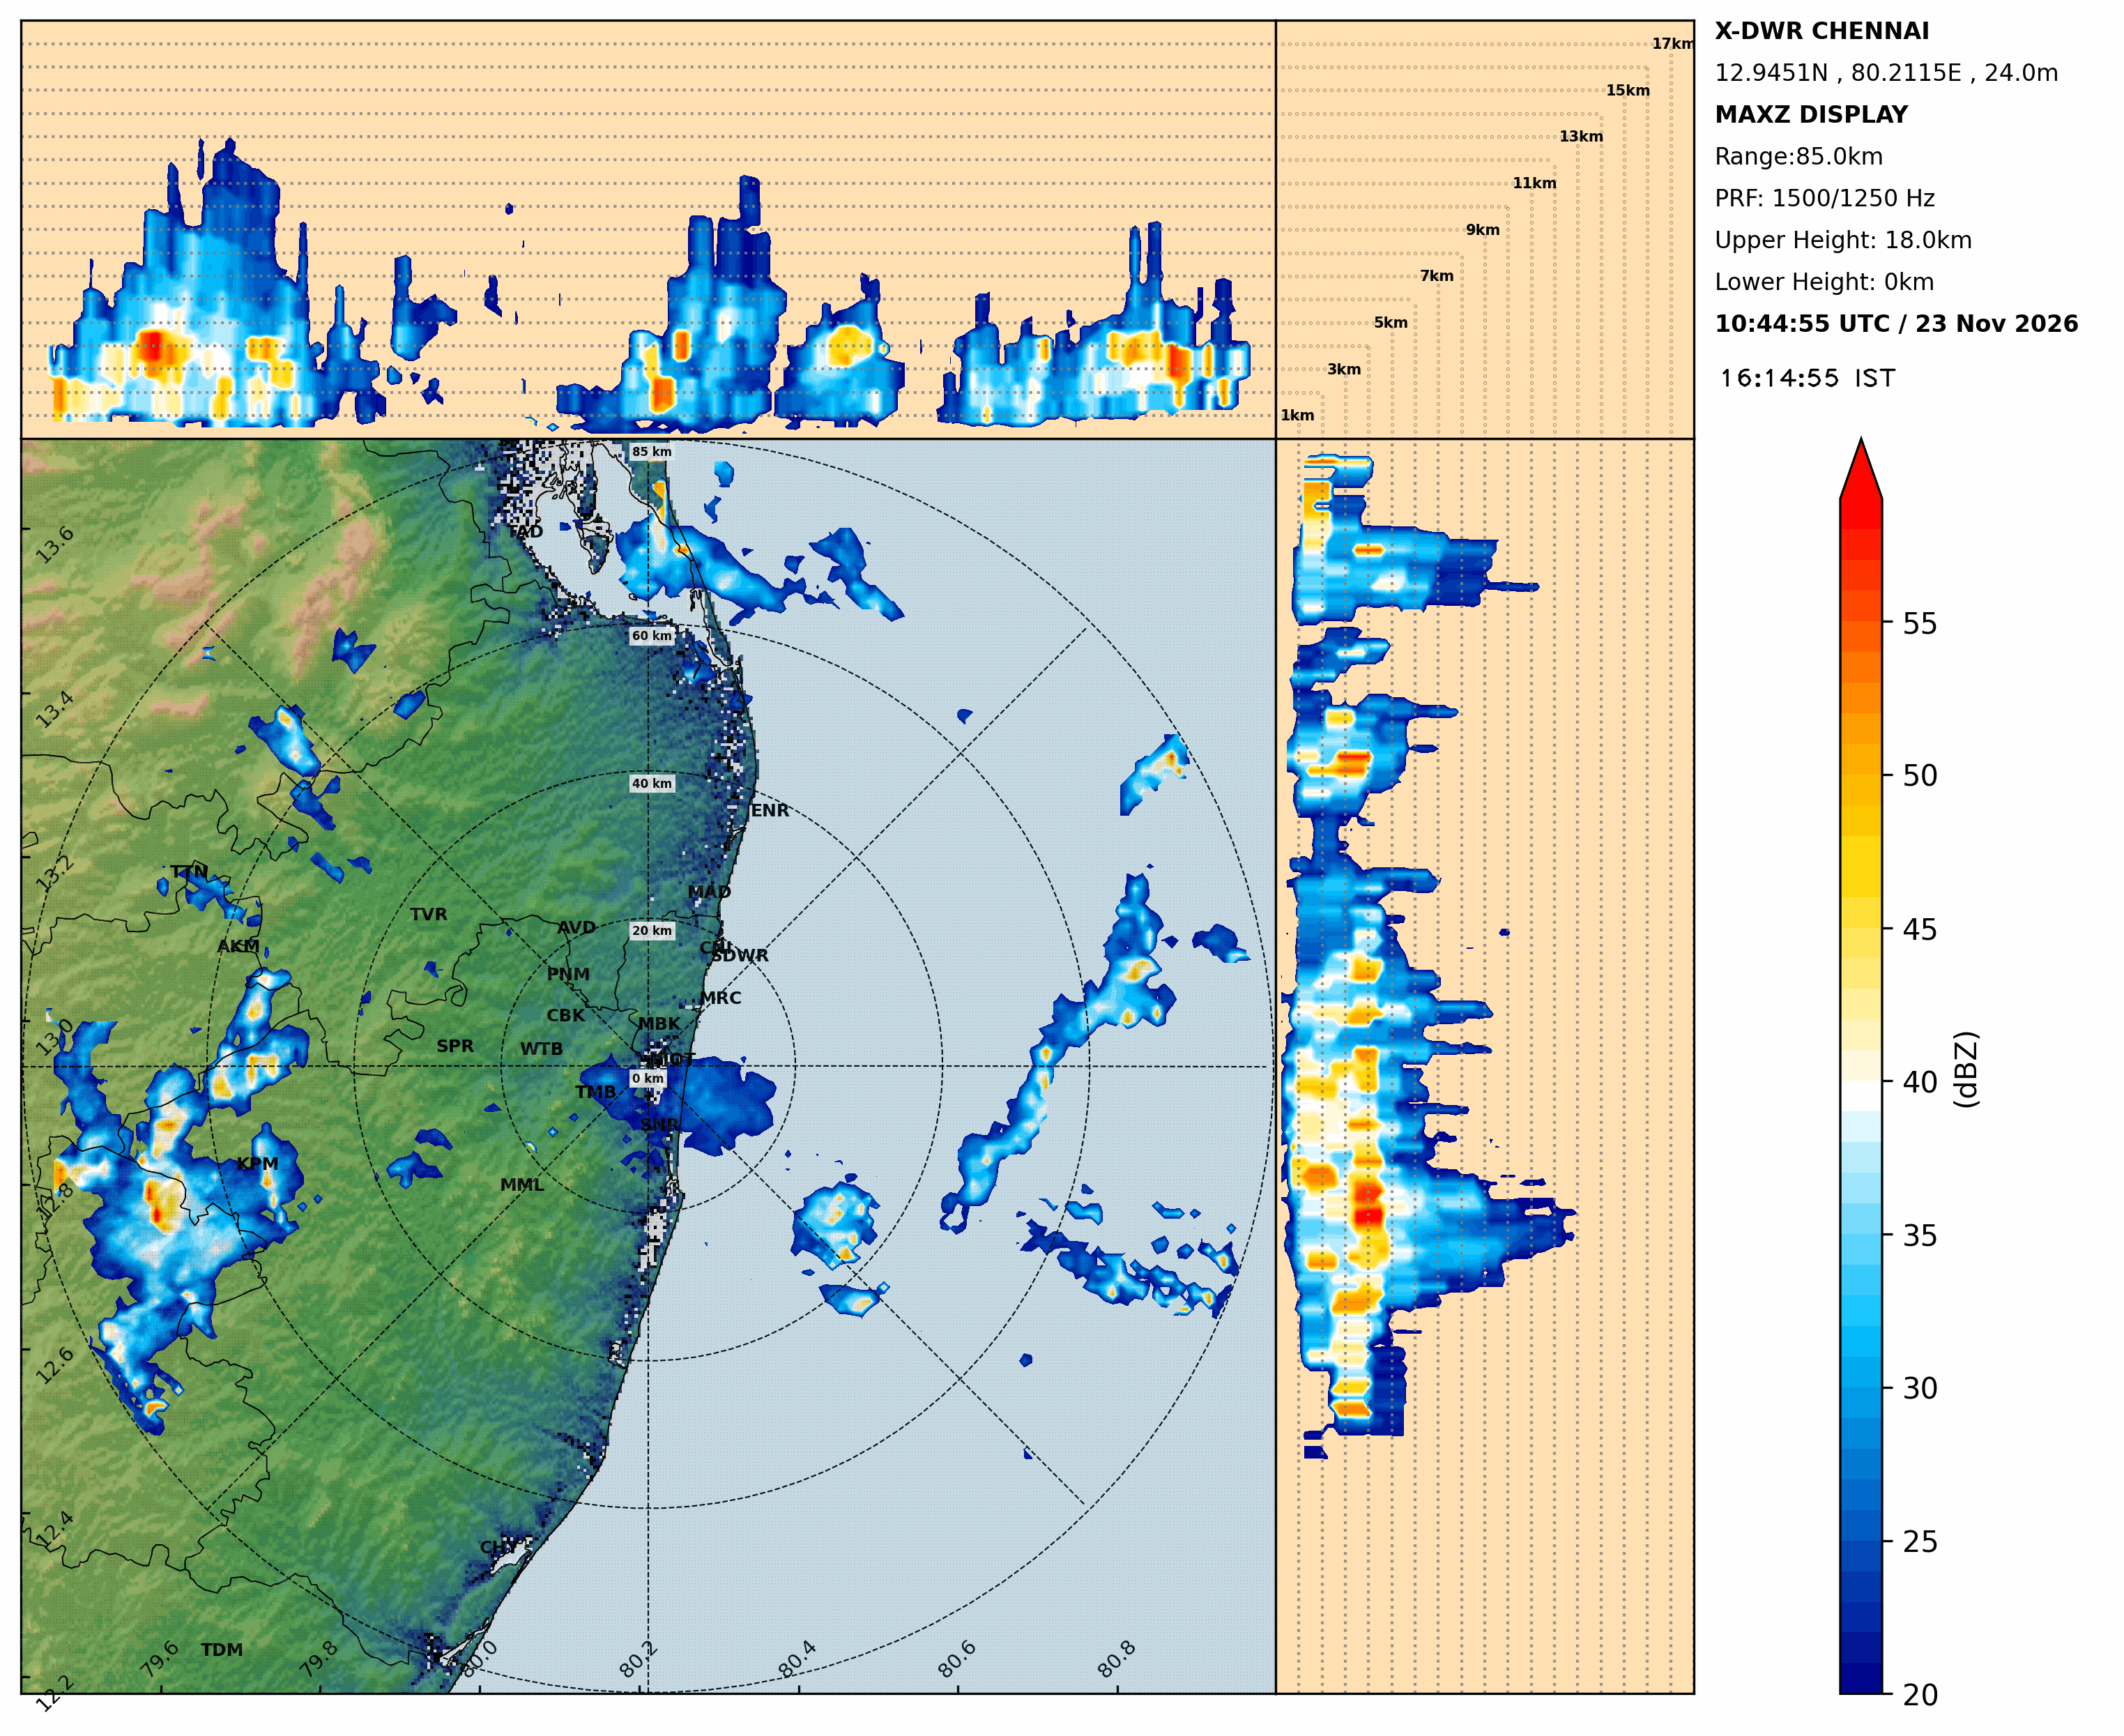 X-DWR CHENNAI
12.9451N , 80.2115E , 24.0m
MAXZ DISPLAY
Range:85.0km
PRF: 1500/1250 Hz
Upper Height: 18.0km
Lower Height: 0km
10:44:55 UTC / 23 Nov 2026
16:14:55 IST
17km
15km
13km
11km
9km
7km
5km
3km
1km
85 km
60 km
40 km
20 km
0 km
TAD
ENR
TTN
MAD
TVR
AVD
AKM
SDWR
PNM
MRC
CBK
MBK
SPR
WTB
TMB
SNR
KPM
MML
CHY
TDM
13.6
13.4
13.2
13.0
12.8
12.6
12.4
12.2
79.6
79.8
80.0
80.2
80.4
80.6
80.8
55
50
45
40
35
30
25
20
(dBZ)